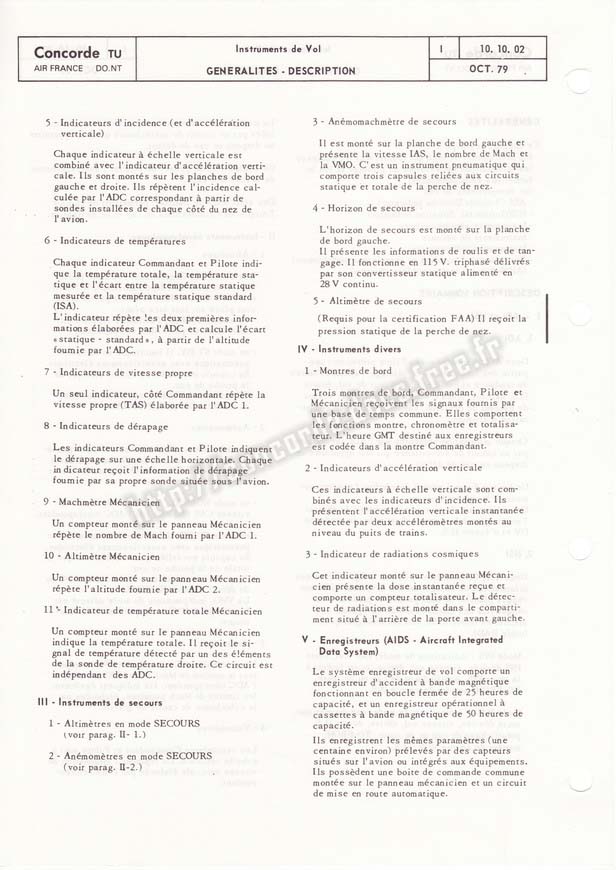 Concorde TU
AIR FRANCE DO.NT
Instruments de Vol
GENERALITES - DESCRIPTION
I
10. 10. 02
OCT. 79
5 - Indicateurs d'incidence (et d'accélération
verticale)
Chaque indicateur à échelle verticale est
combiné avec l'indicateur d'accélération verti-
cale. Ils sont montés sur les planches de bord
gauche et droite. Ils répètent l'incidence cal-
culée par l'ADC correspondant à partir de
sondes installées de chaque côté du nez de
l'avion.
6 - Indicateurs de températures
Chaque indicateur Commandant et Pilote indi-
que la température totale, la température sta-
tique et l'écart entre la température statique
mesurée et la température statique standard
(ISA).
L'indicateur répète les deux premières infor-
mations élaborées par l'ADC et calcule l'écart
« statique - standard », à partir de l'altitude
fournie par l'ADC.
7 - Indicateurs de vitesse propre
Un seul indicateur, côté Commandant répète la
vitesse propre (TAS) élaborée par l'ADC 1.
8 - Indicateurs de dérapage
Les indicateurs Commandant et Pilote indiquent
le dérapage sur une échelle horizontale. Chaque
indicateur reçoit l'information de dérapage
fournie par sa propre sonde située sous l'avion.
9 - Machmètre Mécanicien
Un compteur monté sur le panneau Mécanicien
répète le nombre de Mach fourni par l'ADC 1.
10 - Altimètre Mécanicien
Un compteur monté sur le panneau Mécanicien
répète l'altitude fournie par l'ADC 2.
11 - Indicateur de température totale Mécanicien
Un compteur monté sur le panneau Mécanicien
indique la température totale. Il reçoit le si-
gnal de température détecté par un des éléments
de la sonde de température droite. Ce circuit est
indépendant des ADC.
III - Instruments de secours
1 - Altimètres en mode SECOURS
(voir parag. II- 1.)
2 - Anémomètres en mode SECOURS
(voir parag. II-2.)
3 - Anémomachmètre de secours
Il est monté sur la planche de bord gauche et
présente la vitesse IAS, le nombre de Mach et
la VMO. C'est un instrument pneumatique qui
comporte trois capsules reliées aux circuits
statique et totale de la perche de nez.
4 - Horizon de secours
L'horizon de secours est monté sur la planche
de bord gauche.
Il présente les informations de roulis et de tan-
gage. Il fonctionne en 115 V. triphasé délivrés
par son convertisseur statique alimenté en
28 V continu.
5 - Altimètre de secours
(Requis pour la certification FAA) Il reçoit la
pression statique de la perche de nez.
IV - Instruments divers
1 - Montres de bord
Trois montres de bord, Commandant, Pilote et
Mécanicien reçoivent les signaux fournis par
une base de temps commune. Elles comportent
les fonctions montre, chronomètre et totalisa-
teur. L'heure GMT destiné aux enregistreurs
est codée dans la montre Commandant.
2 - Indicateurs d'accélération verticale
Ces indicateurs à échelle verticale sont com-
binés avec les indicateurs d'incidence. Ils
présentent l'accélération verticale instantanée
détectée par deux accéléromètres montés au
niveau du puits de trains.
3 - Indicateur de radiations cosmiques
Cet indicateur monté sur le panneau Mécani-
cien présente la dose instantanée reçue et
comporte un compteur totalisateur. Le détec-
teur de radiations est monté dans le comparti-
ment situé à l'arrière de la porte avant gauche.
V - Enregistreurs (AIDS - Aircraft Integrated
Data System)
Le système enregistreur de vol comporte un
enregistreur d'accident à bande magnétique
fonctionnant en boucle fermée de 25 heures de
capacité, et un enregistreur opérationnel à
cassettes à bande magnétique de 50 heures de
capacité.
Ils enregistrent les mêmes paramètres (une
centaine environ) prélevés par des capteurs
situés sur l'avion ou intégrés aux équipements.
Ils possèdent une boite de commande commune
montée sur le panneau mécanicien et un circuit
de mise en route automatique.